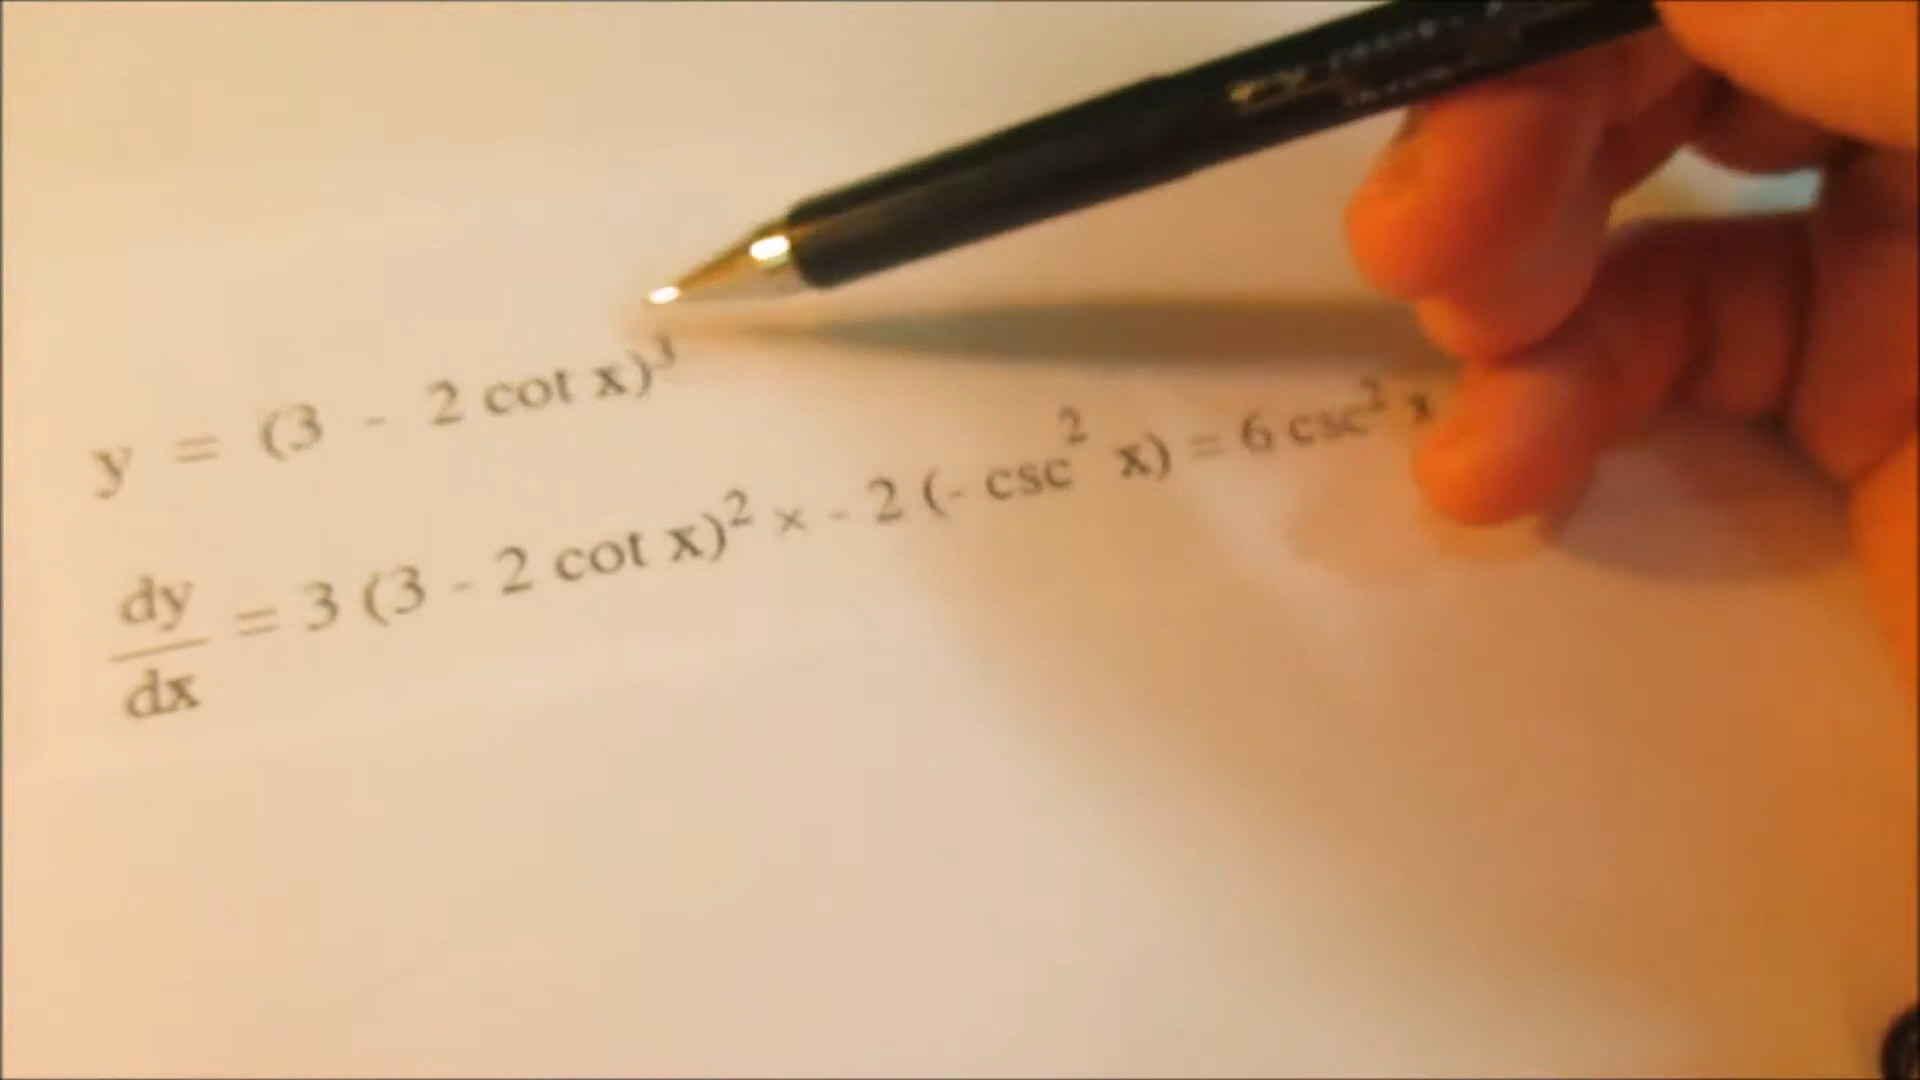 y = (3 - 2 cot x)³
dy/dx = 3 (3 - 2 cot x)² × - 2 (- csc² x) = 6 csc² x